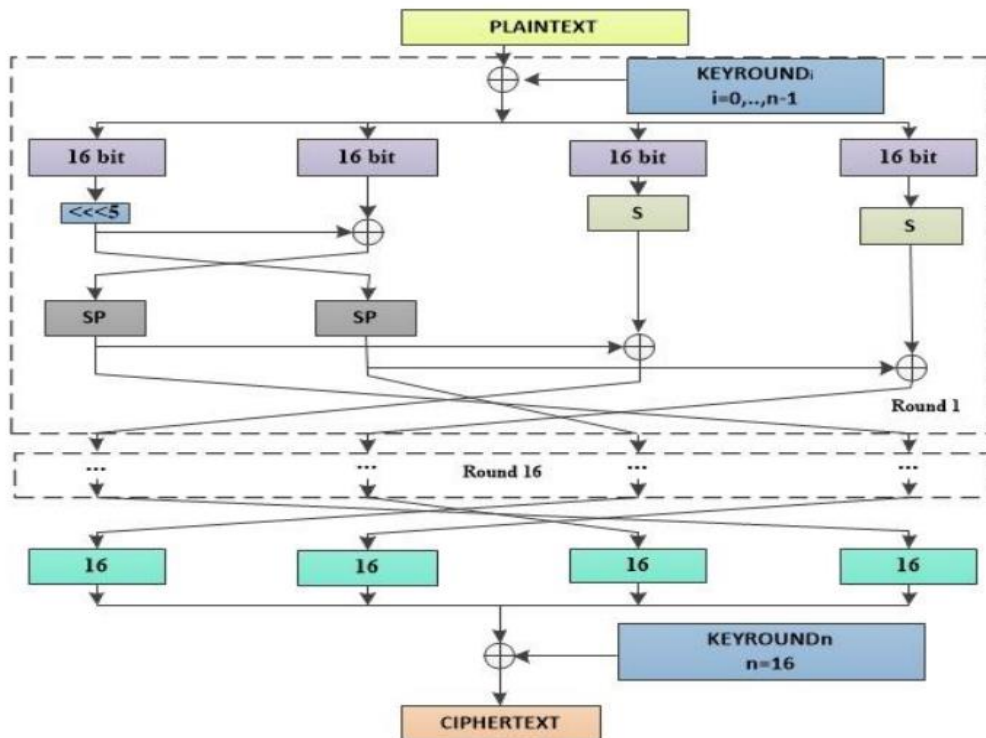 PLAINTEXT
KEYROUNDi
i=0,..,n-1
16 bit
16 bit
16 bit
16 bit
<<<5
S
S
SP
SP
Round 1
... ... ... ...
Round 16
16
16
16
16
KEYROUNDn
n=16
CIPHERTEXT